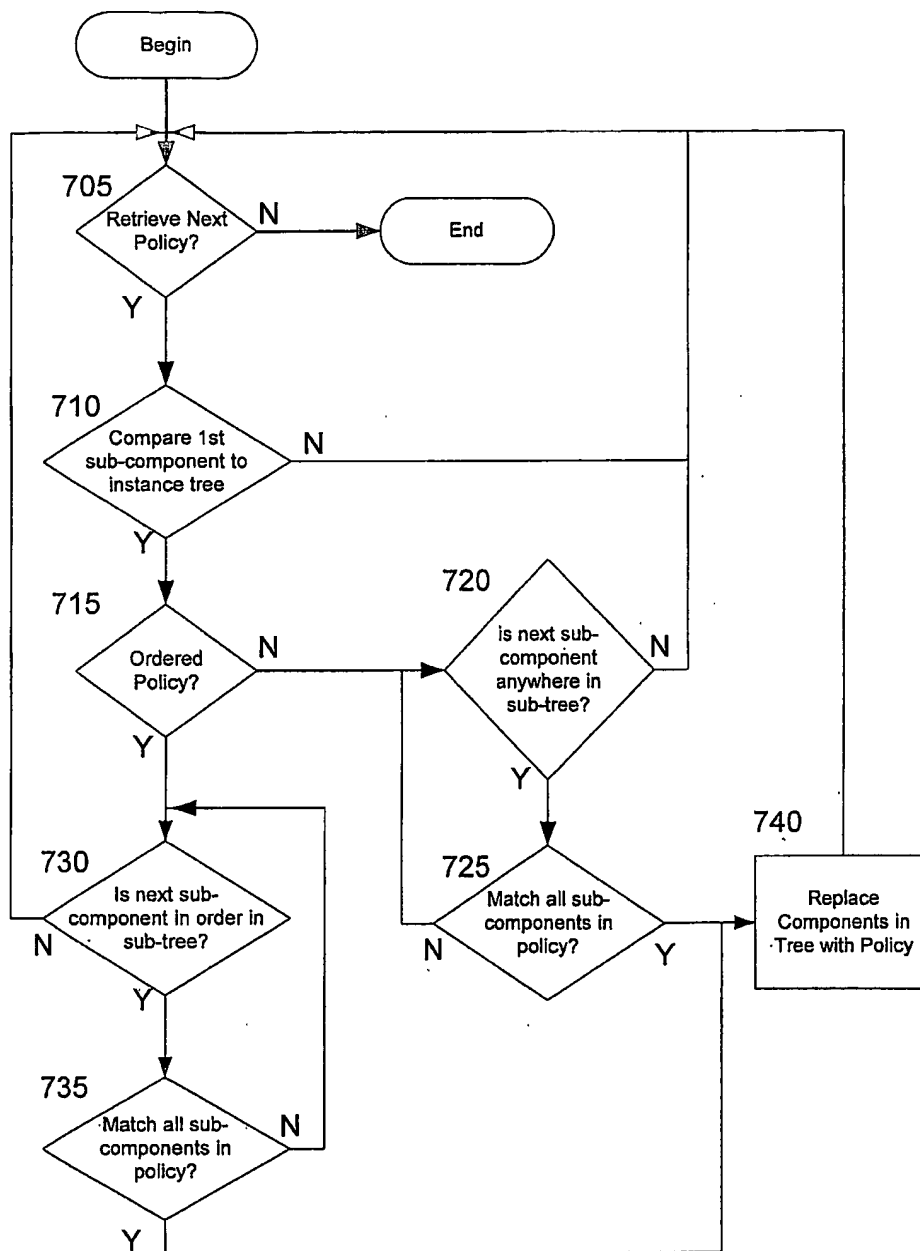 Begin
705
Retrieve Next
Policy?
N
End
Y
710
Compare 1st
sub-component to
instance tree
N
Y
715
Ordered
Policy?
N
720
is next sub-
component
anywhere in
sub-tree?
N
Y
Y
730
Is next sub-
component in order in
sub-tree?
N
Y
725
Match all sub-
components in
policy?
N
Y
740
Replace
Components in
Tree with Policy
735
Match all sub-
components in
policy?
N
Y